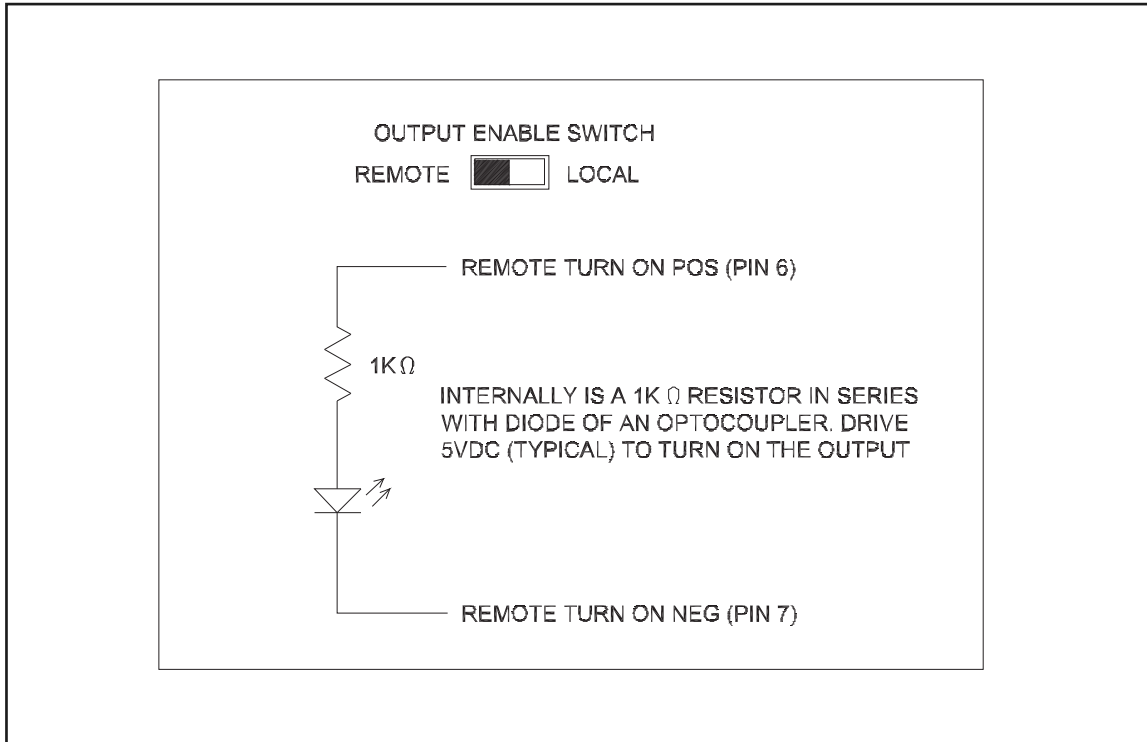 OUTPUT ENABLE SWITCH
REMOTE LOCAL
REMOTE TURN ON POS (PIN 6)
1K Ω
INTERNALLY IS A 1K Ω RESISTOR IN SERIES
WITH DIODE OF AN OPTOCOUPLER. DRIVE
5VDC (TYPICAL) TO TURN ON THE OUTPUT
REMOTE TURN ON NEG (PIN 7)